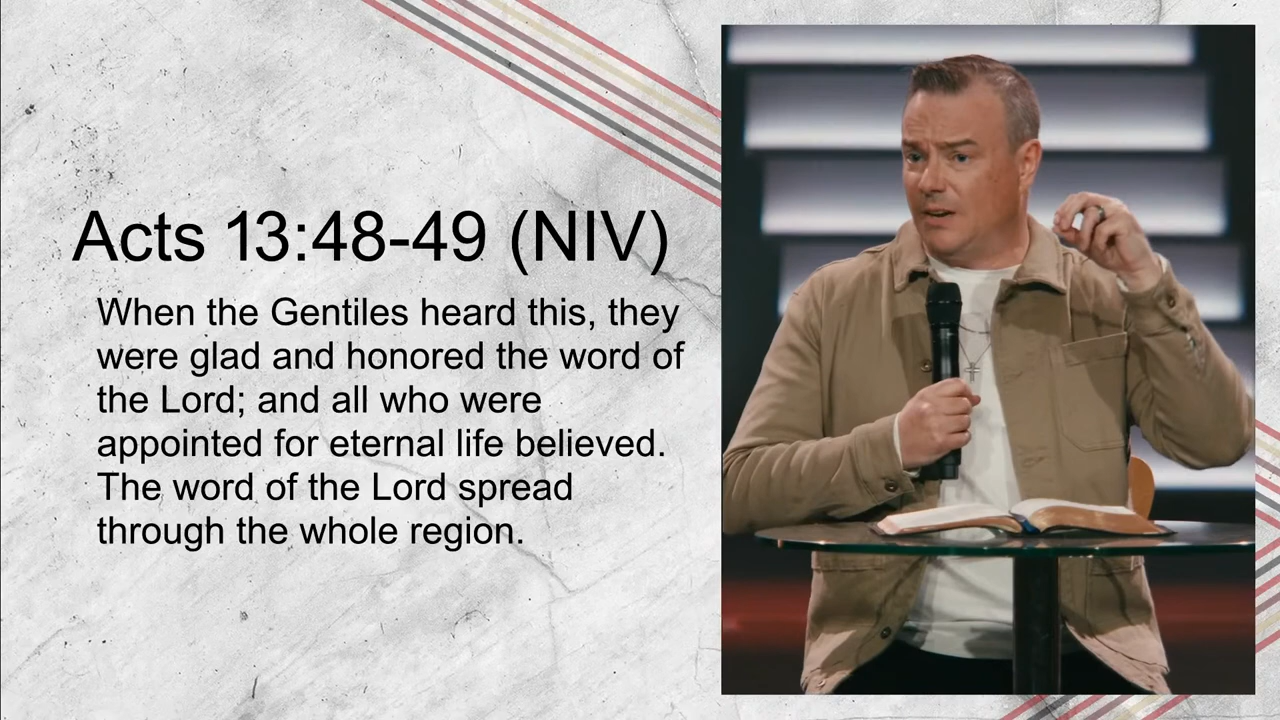 Acts 13:48-49 (NIV)
When the Gentiles heard this, they
were glad and honored the word of
the Lord; and all who were
appointed for eternal life believed.
The word of the Lord spread
through the whole region.